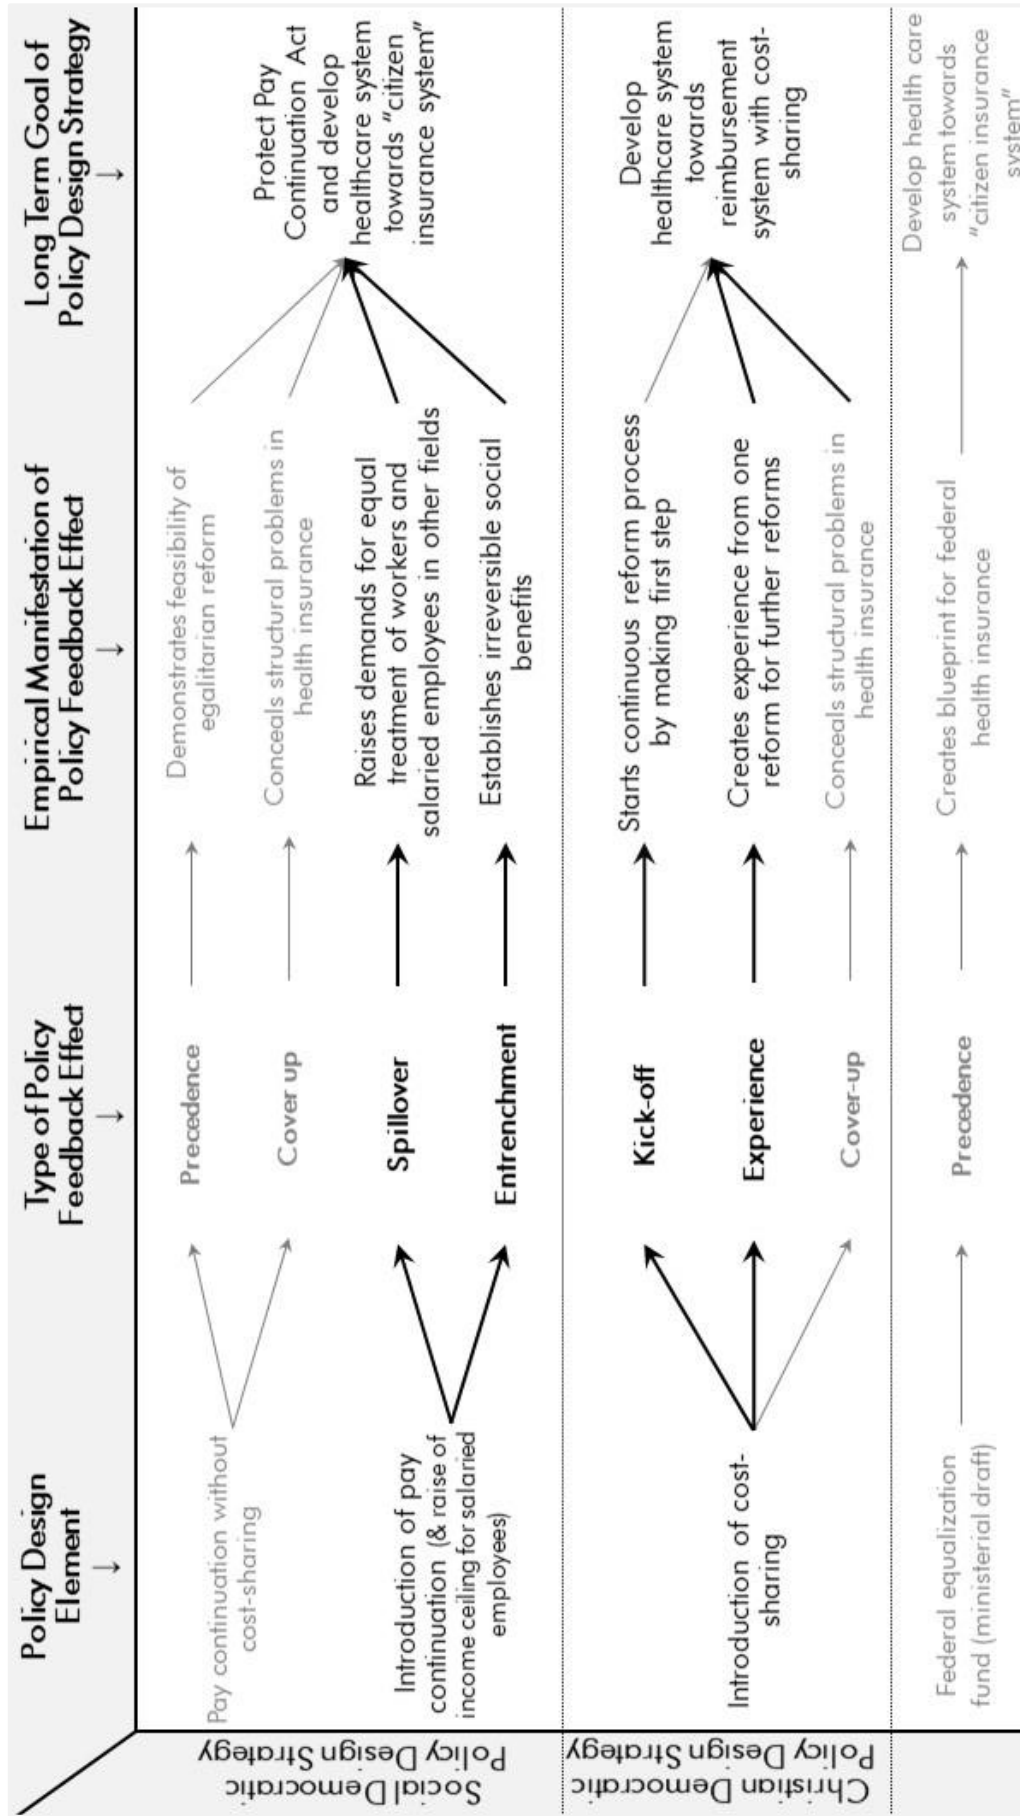 Policy Design
Element
↓
Type of Policy
Feedback Effect
↓
Empirical Manifestation of
Policy Feedback Effect
↓
Long Term Goal of
Policy Design Strategy
↓
Social Democratic
Policy Design Strategy
Pay continuation without
cost-sharing
Precedence
Demonstrates feasibility of
egalitarian reform
Cover up
Conceals structural problems in
health insurance
Introduction of pay
continuation (& raise of
income ceiling for salaried
employees)
Spillover
Raises demands for equal
treatment of workers and
salaried employees in other fields
Entrenchment
Establishes irreversible social
benefits
Protect Pay
Continuation Act
and develop
healthcare system
towards “citizen
insurance system”
Christian Democratic
Policy Design Strategy
Introduction of cost-
sharing
Kick-off
Starts continuous reform process
by making first step
Experience
Creates experience from one
reform for further reforms
Cover-up
Conceals structural problems in
health insurance
Develop
healthcare system
towards
reimbursement
system with cost-
sharing
Federal equalization
fund (ministerial draft)
Precedence
Creates blueprint for federal
health insurance
Develop health care
system towards
“citizen insurance
system”